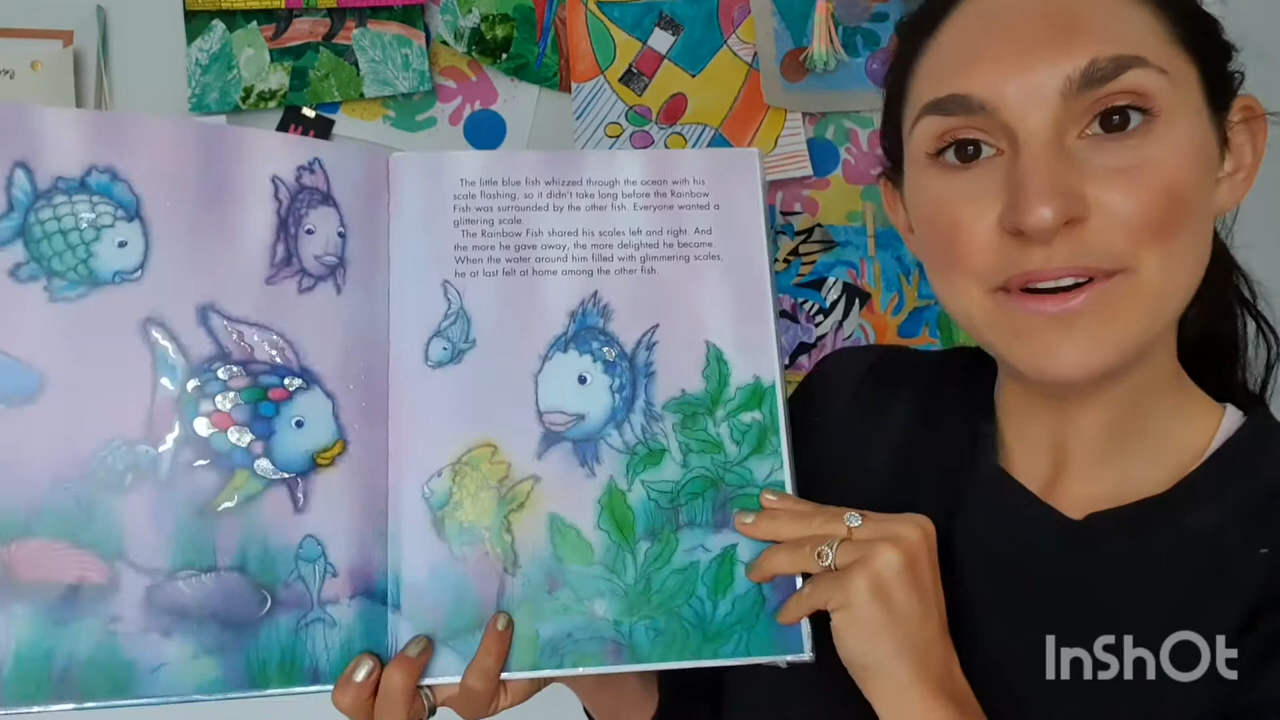 The little blue fish whizzed through the ocean with his
scale flashing, so it didn't take long before the Rainbow
Fish was surrounded by the other fish. Everyone wanted a
glittering scale.
The Rainbow Fish shared his scales left and right. And
the more he gave away, the more delighted he became.
When the water around him filled with glimmering scales,
he at last felt at home among the other fish.
InShOt